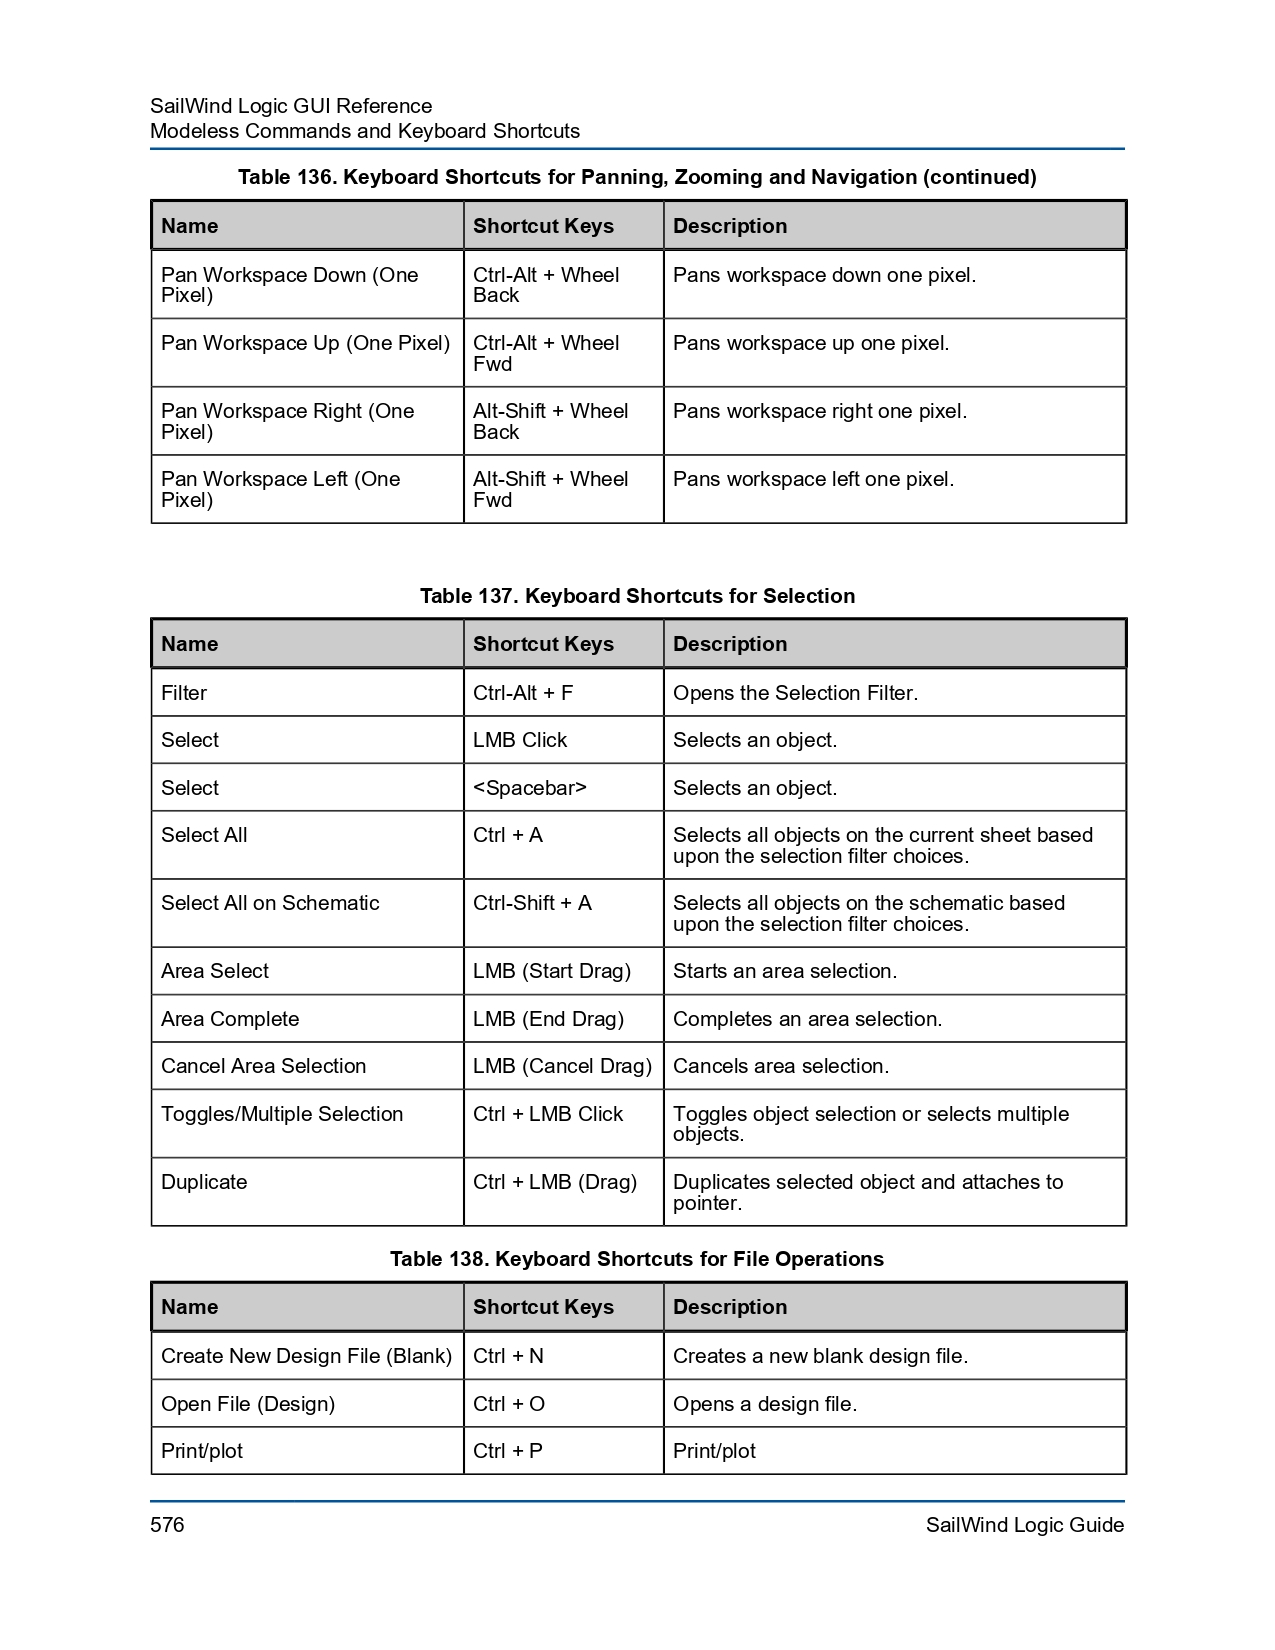 SailWind Logic GUI Reference
Modeless Commands and Keyboard Shortcuts
Table 136. Keyboard Shortcuts for Panning, Zooming and Navigation (continued)
Name Shortcut Keys Description
Pan Workspace Down (One Ctrl-Alt + Wheel Pans workspace down one pixel.
Pixel) Back
Pan Workspace Up (One Pixel) Ctrl-Alt + Wheel Pans workspace up one pixel.
Fwd
Pan Workspace Right (One Alt-Shift + Wheel Pans workspace right one pixel.
Pixel) Back
Pan Workspace Left (One Alt-Shift + Wheel Pans workspace left one pixel.
Pixel) Fwd
Table 137. Keyboard Shortcuts for Selection
Name Shortcut Keys Description
Filter Ctrl-Alt + F Opens the Selection Filter.
Select LMB Click Selects an object.
Select <Spacebar> Selects an object.
Select All Ctrl + A Selects all objects on the current sheet based
upon the selection filter choices.
Select All on Schematic Ctrl-Shift + A Selects all objects on the schematic based
upon the selection filter choices.
Area Select LMB (Start Drag) Starts an area selection.
Area Complete LMB (End Drag) Completes an area selection.
Cancel Area Selection LMB (Cancel Drag) Cancels area selection.
Toggles/Multiple Selection Ctrl + LMB Click Toggles object selection or selects multiple
objects.
Duplicate Ctrl + LMB (Drag) Duplicates selected object and attaches to
pointer.
Table 138. Keyboard Shortcuts for File Operations
Name Shortcut Keys Description
Create New Design File (Blank) Ctrl + N Creates a new blank design file.
Open File (Design) Ctrl + O Opens a design file.
Print/plot Ctrl + P Print/plot
576 SailWind Logic Guide